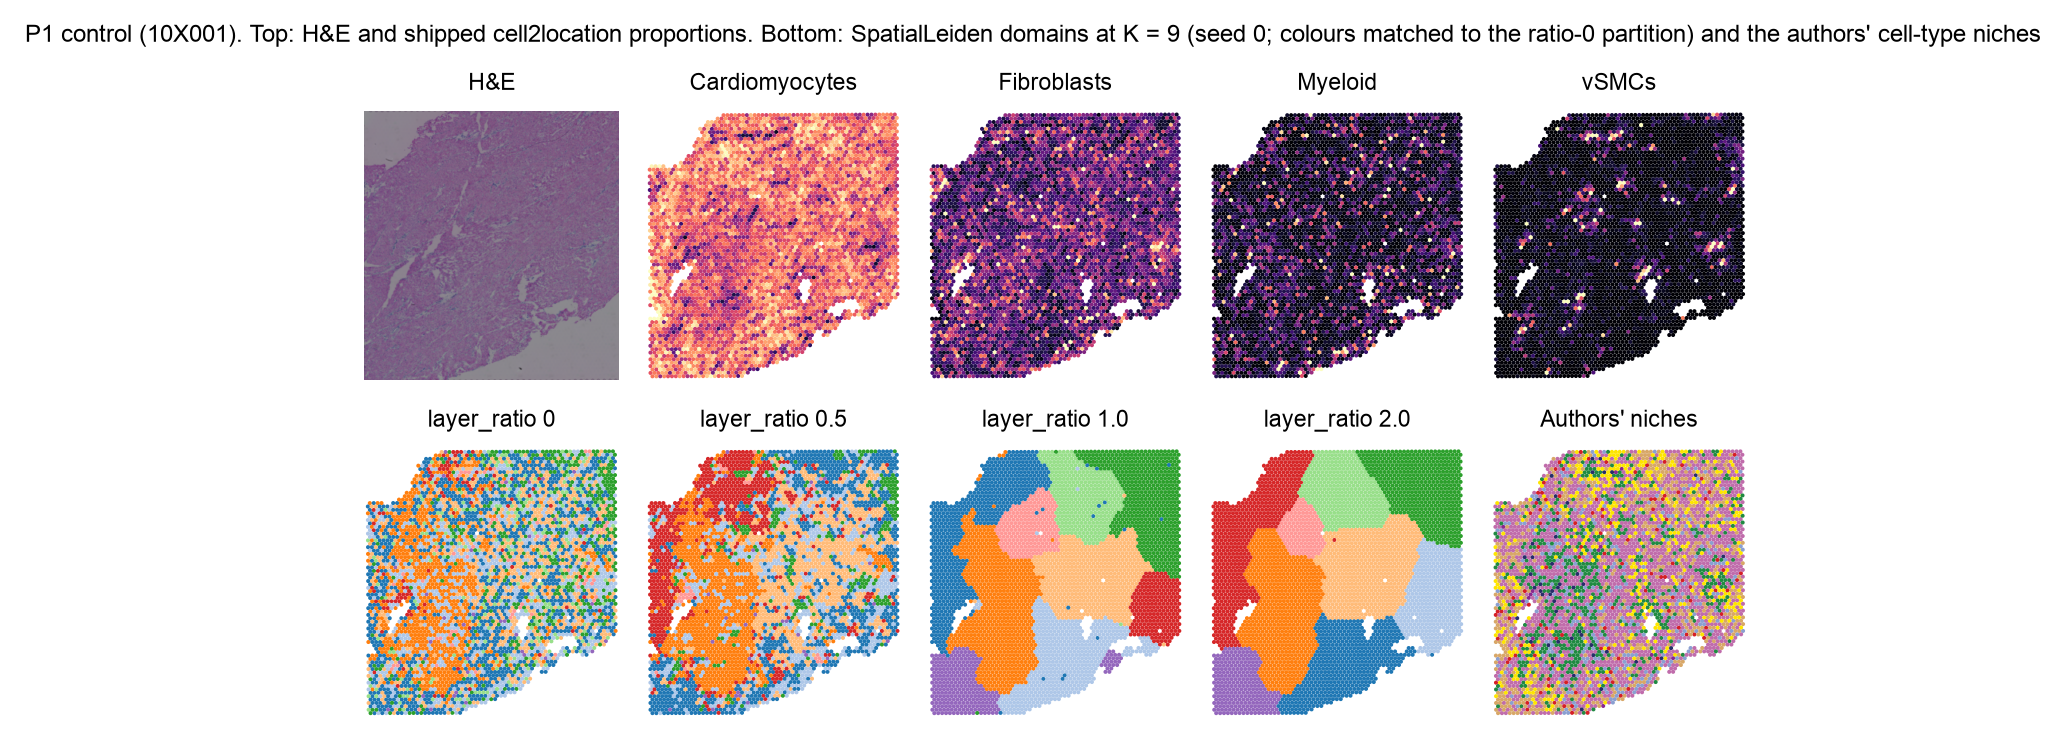 P1 control (10X001). Top: H&E and shipped cell2location proportions. Bottom: SpatialLeiden domains at K = 9 (seed 0; colours matched to the ratio-0 partition) and the authors' cell-type niches
H&E
Cardiomyocytes
Fibroblasts
Myeloid
vSMCs
layer_ratio 0
layer_ratio 0.5
layer_ratio 1.0
layer_ratio 2.0
Authors' niches